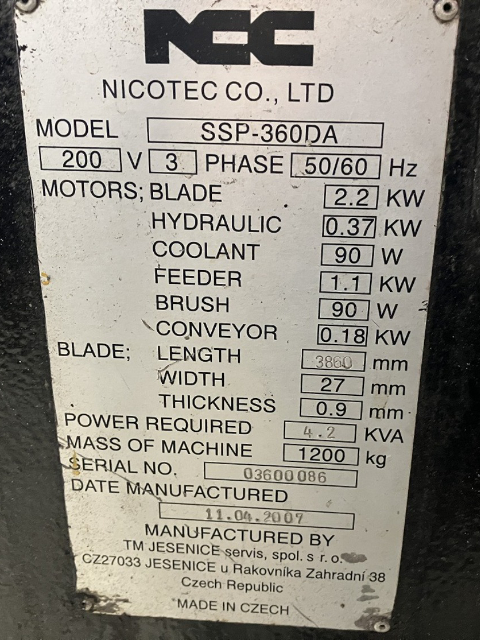 NCC
NICOTEC CO., LTD
MODEL SSP-360DA
200 V 3 PHASE 50/60 Hz
MOTORS; BLADE 2.2 KW
HYDRAULIC 0.37 KW
COOLANT 90 W
FEEDER 1.1 KW
BRUSH 90 W
CONVEYOR 0.18 KW
BLADE; LENGTH 3860 mm
WIDTH 27 mm
THICKNESS 0.9 mm
POWER REQUIRED 4.2 KVA
MASS OF MACHINE 1200 kg
SERIAL NO. 03600086
DATE MANUFACTURED
11.04.2007
MANUFACTURED BY
TM JESENICE servis, spol. s r. o.
CZ27033 JESENICE u Rakovníka Zahradní 38
Czech Republic
MADE IN CZECH